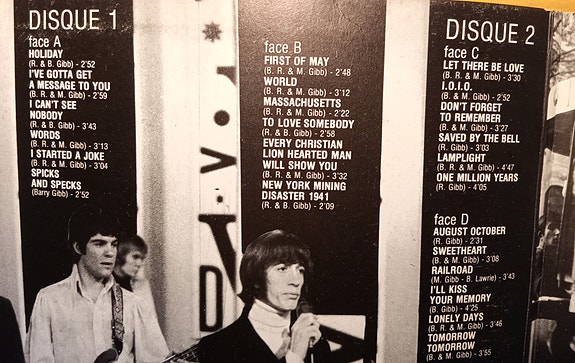 DISQUE 1
face A
HOLIDAY
(R. & B. Gibb) - 2'52
I'VE GOTTA GET
A MESSAGE TO YOU
(B. R. & M. Gibb) - 2'59
I CAN'T SEE
NOBODY
(R. & B. Gibb) - 3'43
WORDS
(B. R. & M. Gibb) - 3'13
I STARTED A JOKE
(B. R. & M. Gibb) - 3'04
SPICKS
AND SPECKS
(Barry Gibb) - 2'52
face B
FIRST OF MAY
(B. R. & M. Gibb) - 2'48
WORLD
(B. R. & M. Gibb) - 3'12
MASSACHUSETTS
(B. R. & M. Gibb) - 2'22
TO LOVE SOMEBODY
(B. & R. Gibb) - 2'58
EVERY CHRISTIAN
LION HEARTED MAN
WILL SHOW YOU
(B. R. & M. Gibb) - 3'32
NEW YORK MINING
DISASTER 1941
(B. & R. Gibb) - 2'09
DISQUE 2
face C
LET THERE BE LOVE
(B. R. & M. Gibb) - 3'30
I.O.I.O.
(B. & M. Gibb) - 2'52
DON'T FORGET
TO REMEMBER
(B. & M. Gibb) - 3'27
SAVED BY THE BELL
(R. Gibb) - 3'03
LAMPLIGHT
(B. R. & M. Gibb) - 4'47
ONE MILLION YEARS
(R. Gibb) - 4'05
face D
AUGUST OCTOBER
(R. Gibb) - 2'31
SWEETHEART
(B. & M. Gibb) - 3'08
RAILROAD
(M. Gibb - B. Lawrie) - 3'43
I'LL KISS
YOUR MEMORY
(B. Gibb) - 4'25
LONELY DAYS
(B. R. & M. Gibb) - 3'46
TOMORROW
TOMORROW
(B. & M. Gibb) - 3'55